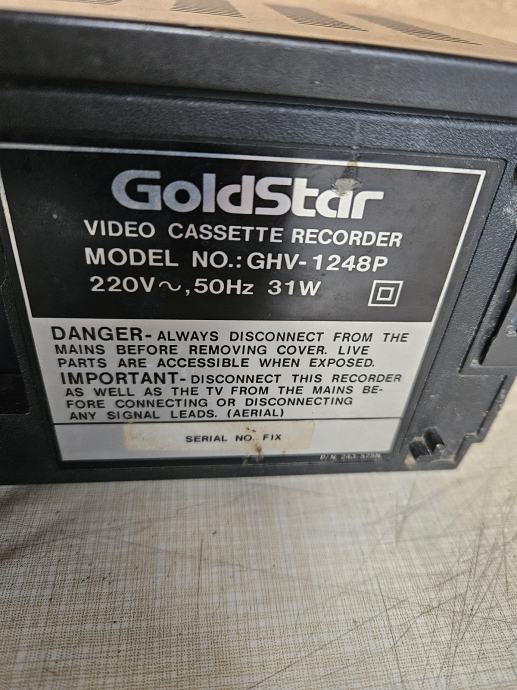 GoldStar
VIDEO CASSETTE RECORDER
MODEL NO.:GHV-1248P
220V~,50Hz 31W
DANGER-ALWAYS DISCONNECT FROM THE
MAINS BEFORE REMOVING COVER. LIVE
PARTS ARE ACCESSIBLE WHEN EXPOSED.
IMPORTANT-DISCONNECT THIS RECORDER
AS WELL AS THE TV FROM THE MAINS BE-
FORE CONNECTING OR DISCONNECTING
ANY SIGNAL LEADS. (AERIAL)
SERIAL NO. FIX
P/N